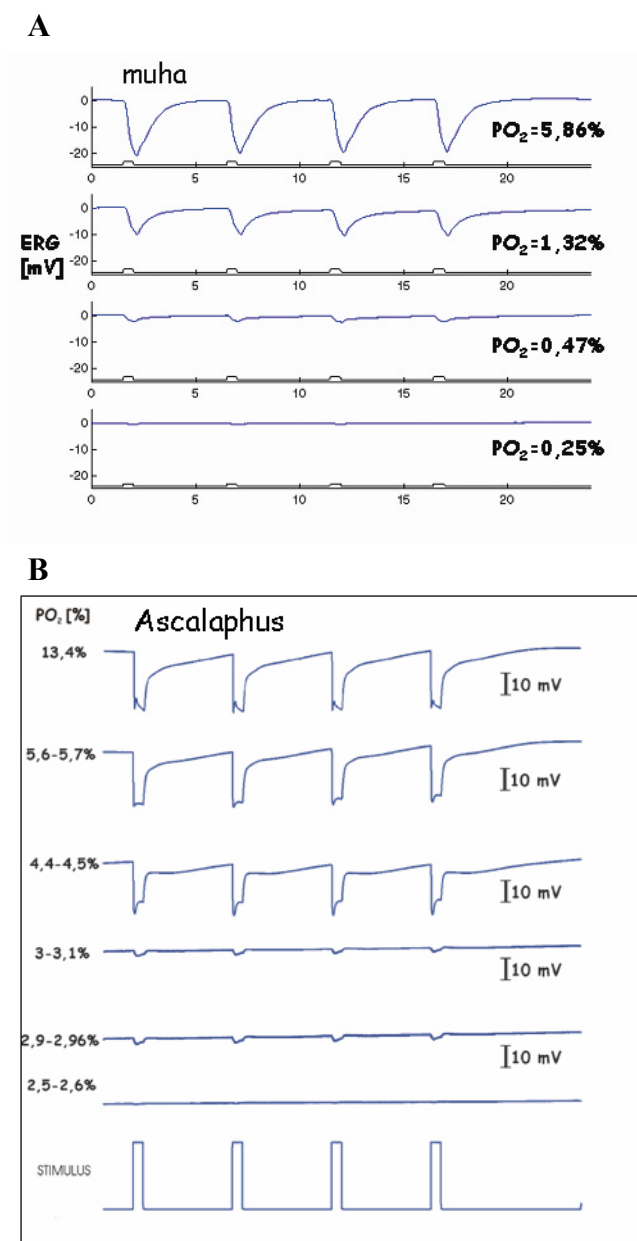 A
muha
0
-10
-20
PO₂=5,86%
0 5 10 15 20
0
-10
-20
PO₂=1,32%
0 5 10 15 20
ERG
[mV]
0
-10
-20
PO₂=0,47%
0 5 10 15 20
0
-10
-20
PO₂=0,25%
0 5 10 15 20
B
PO₂ [%]
Ascalaphus
13,4%
10 mV
5,6-5,7%
10 mV
4,4-4,5%
10 mV
3-3,1%
10 mV
2,9-2,96%
10 mV
2,5-2,6%
STIMULUS